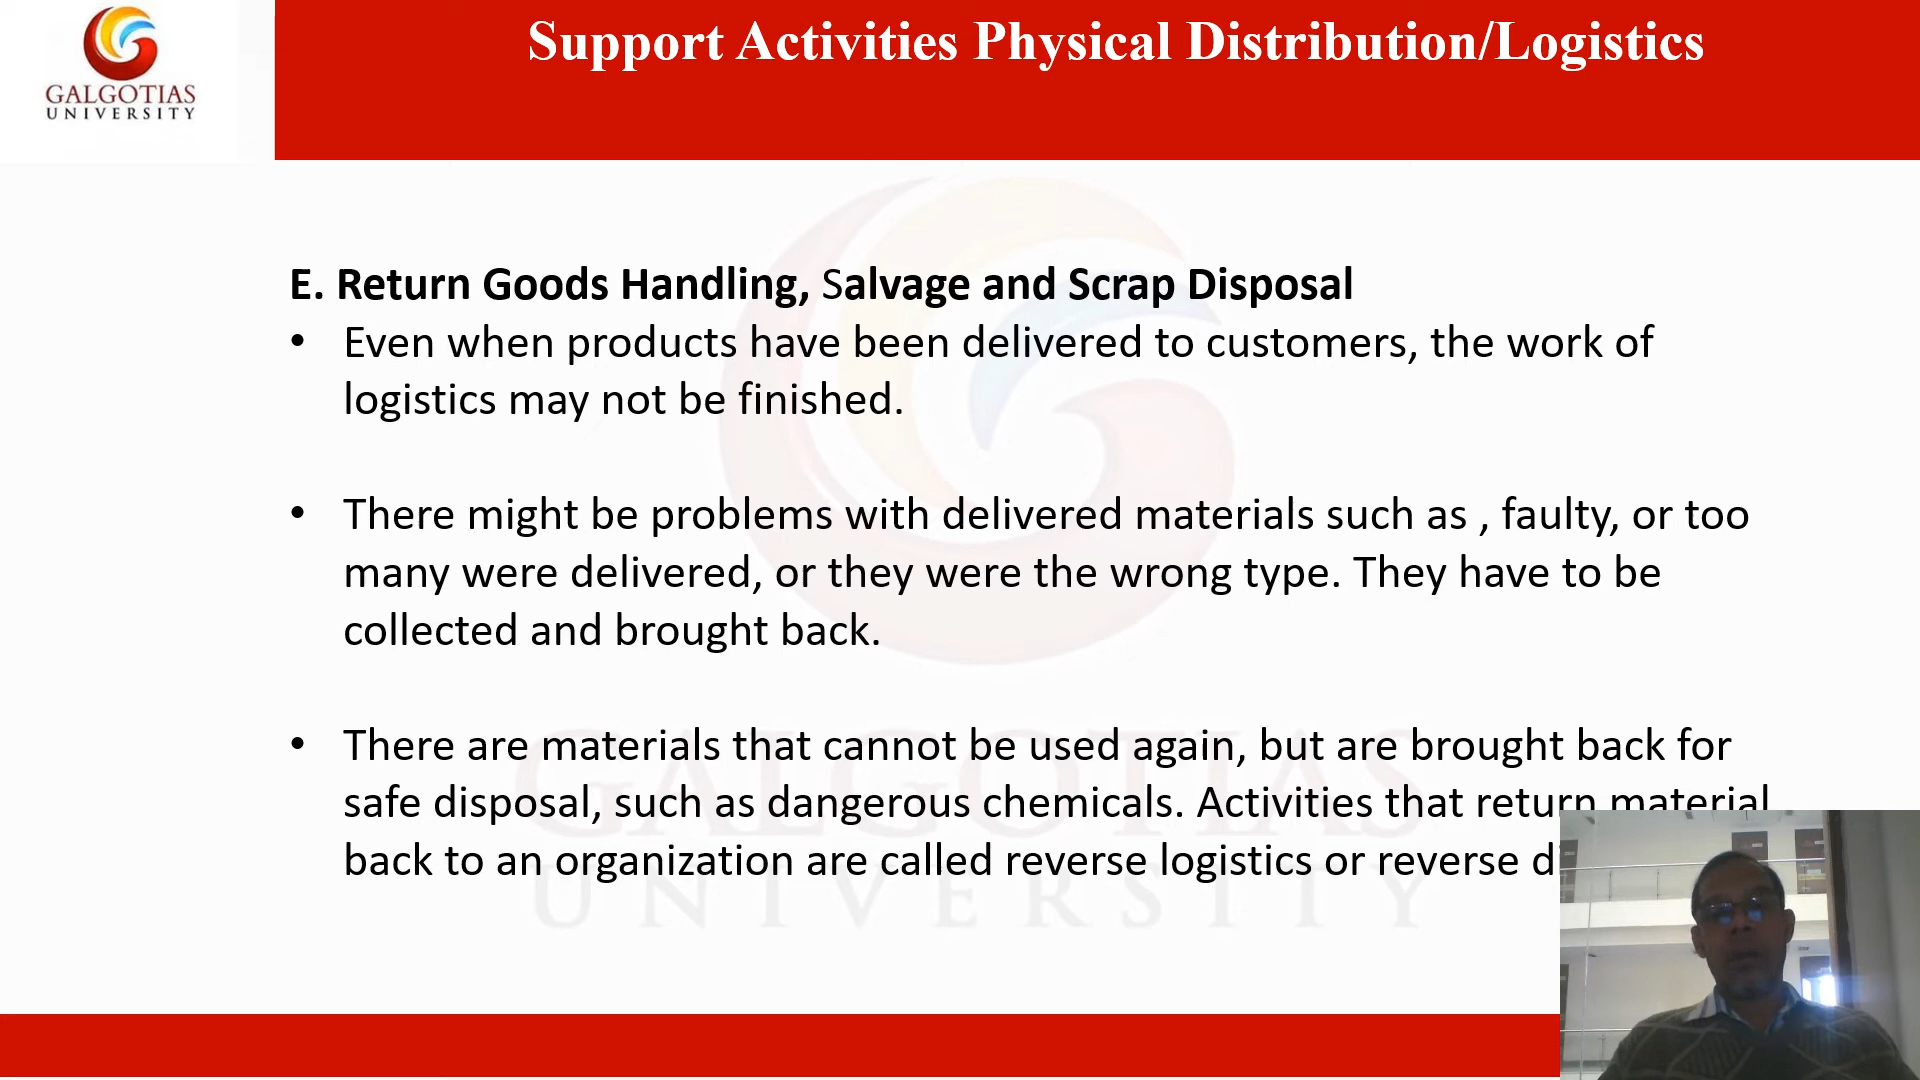 GALGOTIAS
UNIVERSITY
Support Activities Physical Distribution/Logistics
E. Return Goods Handling, Salvage and Scrap Disposal
• Even when products have been delivered to customers, the work of
logistics may not be finished.
• There might be problems with delivered materials such as , faulty, or too
many were delivered, or they were the wrong type. They have to be
collected and brought back.
• There are materials that cannot be used again, but are brought back for
safe disposal, such as dangerous chemicals. Activities that return material
back to an organization are called reverse logistics or reverse
GALGOTIAS
UNIVERSITY